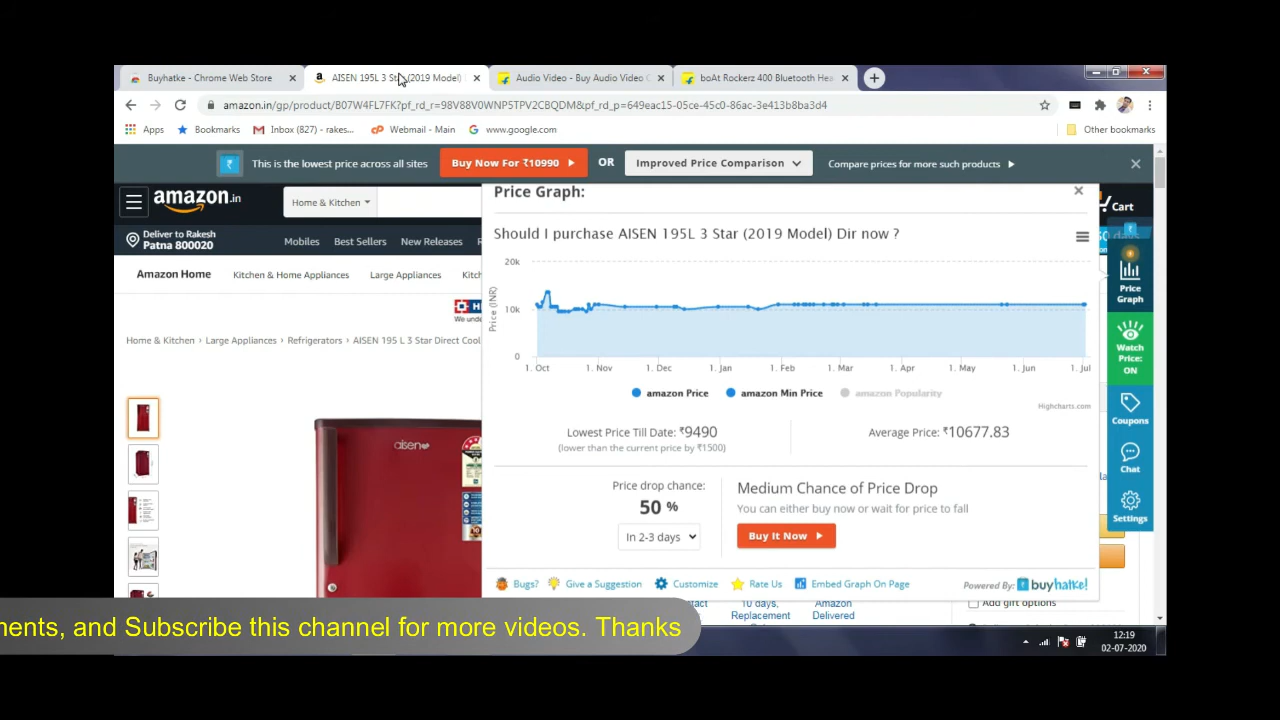 Buyhatke - Chrome Web Store
AISEN 195L 3 Star (2019 Model)
Audio Video - Buy Audio Video
boAt Rockerz 400 Bluetooth Hea
amazon.in/gp/product/B07W4FL7FK?pf_rd_r=98V88V0WNP5TPV2CBQDM&pf_rd_p=649eac15-05ce-45c0-86ac-3e413b8ba3d4
Apps Bookmarks Inbox (827) - rakes... Webmail - Main www.google.com Other bookmarks
This is the lowest price across all sites Buy Now For ₹10990 OR Improved Price Comparison Compare prices for more such products
amazon.in Home & Kitchen Cart
Deliver to Rakesh
Patna 800020
Mobiles Best Sellers New Releases
Amazon Home Kitchen & Home Appliances Large Appliances
We unde
Home & Kitchen › Large Appliances › Refrigerators › AISEN 195 L 3 Star Direct Cool
aisen
Price Graph:
Should I purchase AISEN 195L 3 Star (2019 Model) Dir now ?
Price (INR)
20k
10k
0
1. Oct 1. Nov 1. Dec 1. Jan 1. Feb 1. Mar 1. Apr 1. May 1. Jun 1. Jul
amazon Price amazon Min Price amazon Popularity
Highcharts.com
Lowest Price Till Date: ₹9490
(lower than the current price by ₹1500)
Average Price: ₹10677.83
Price drop chance:
50 %
In 2-3 days
Medium Chance of Price Drop
You can either buy now or wait for price to fall
Buy It Now
Bugs? Give a Suggestion Customize Rate Us Embed Graph On Page Powered By: buyhatke!
Price
Graph
Watch
Price:
ON
Coupons
Chat
Settings
10 days,
Replacement
Amazon
Delivered
Add gift options
ments, and Subscribe this channel for more videos. Thanks
12:19
02-07-2020